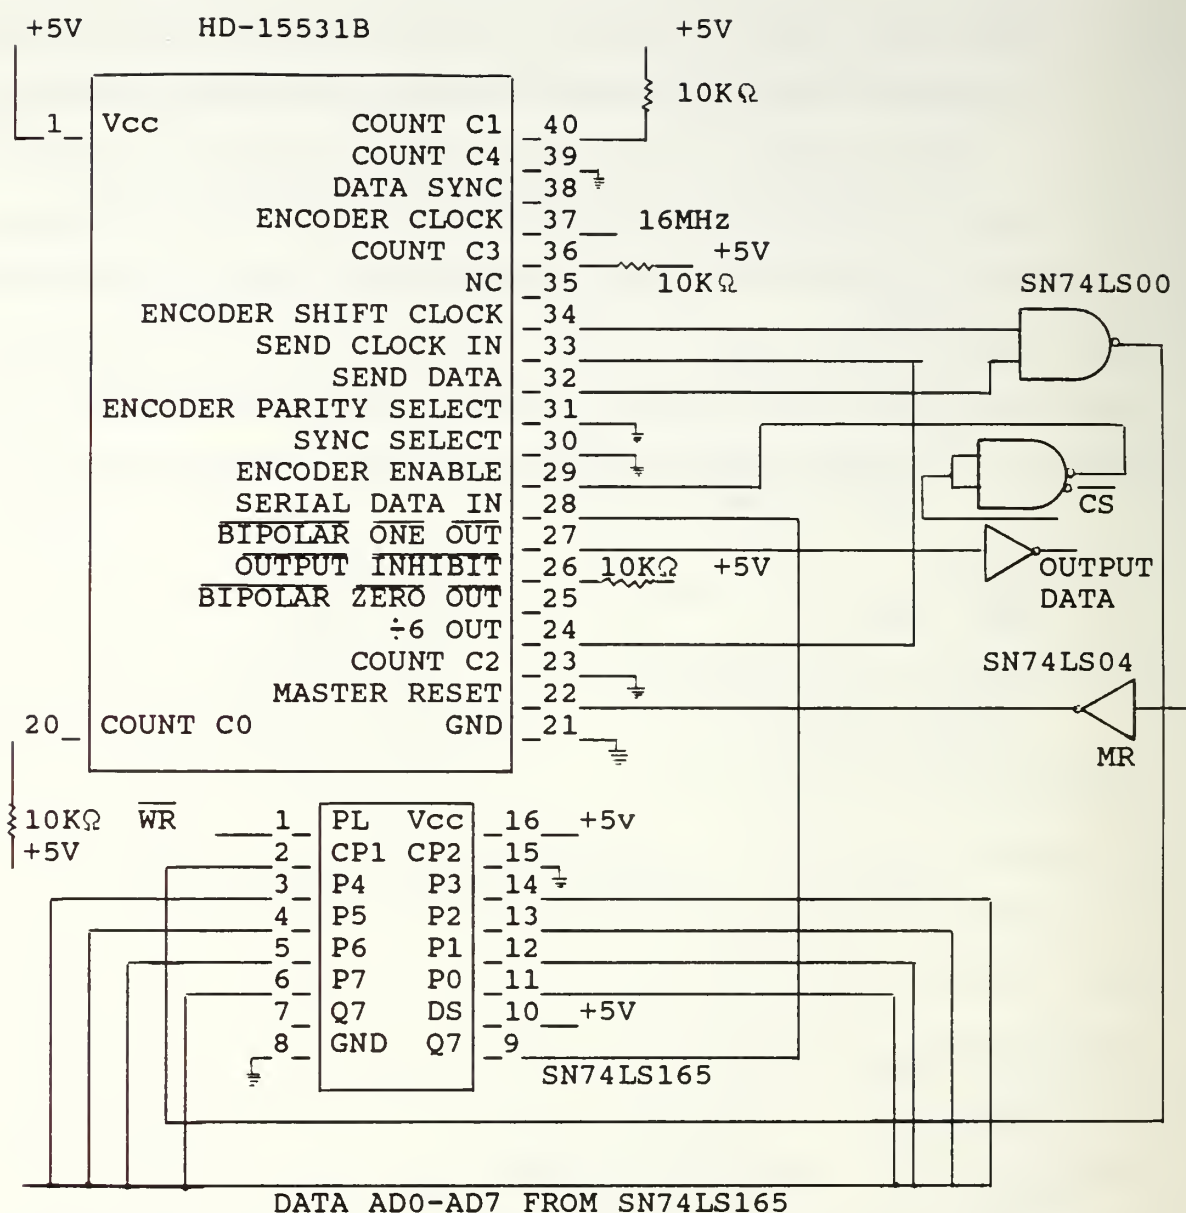 +5V HD-15531B +5V
10KΩ
1 Vcc COUNT C1 40
COUNT C4 39
DATA SYNC 38
ENCODER CLOCK 37 16MHz
COUNT C3 36 +5V
NC 35 10KΩ
SN74LS00
ENCODER SHIFT CLOCK 34
SEND CLOCK IN 33
SEND DATA 32
ENCODER PARITY SELECT 31
SYNC SELECT 30
ENCODER ENABLE 29
SERIAL DATA IN 28
CS
BIPOLAR ONE OUT 27
OUTPUT INHIBIT 26 10KΩ +5V
OUTPUT
DATA
BIPOLAR ZERO OUT 25
÷6 OUT 24
COUNT C2 23
SN74LS04
MASTER RESET 22
20 COUNT C0 GND 21
MR
10KΩ WR 1 PL Vcc 16 +5v
+5V 2 CP1 CP2 15
3 P4 P3 14
4 P5 P2 13
5 P6 P1 12
6 P7 P0 11
7 Q7 DS 10 +5V
8 GND Q7 9
SN74LS165
DATA AD0-AD7 FROM SN74LS165